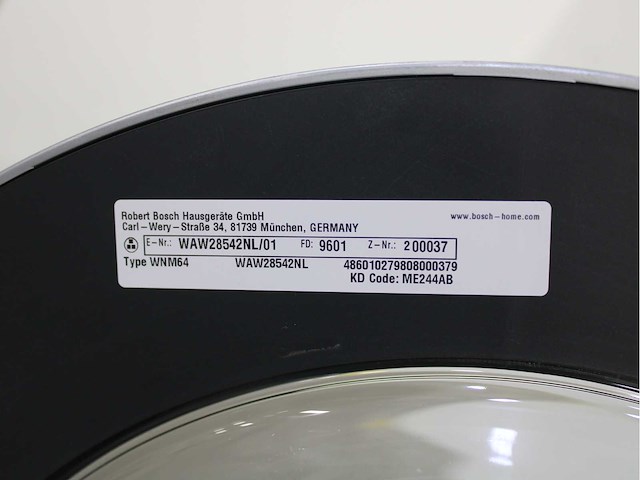 Robert Bosch Hausgeräte GmbH www.bosch-home.com
Carl-Wery-Straße 34, 81739 München, GERMANY
E-Nr.: WAW28542NL/01 FD: 9601 Z-Nr.: 200037
Type WNM64 WAW28542NL 486010279808000379
KD Code: ME244AB